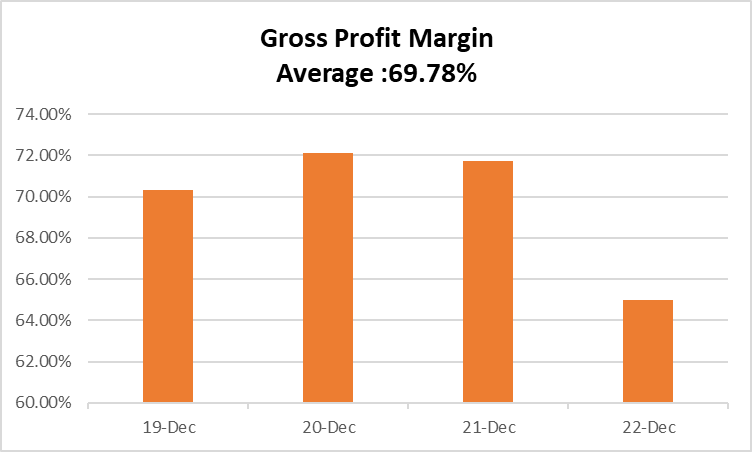 Gross Profit Margin
Average :69.78%
74.00%
72.00%
70.00%
68.00%
66.00%
64.00%
62.00%
60.00%
19-Dec
20-Dec
21-Dec
22-Dec